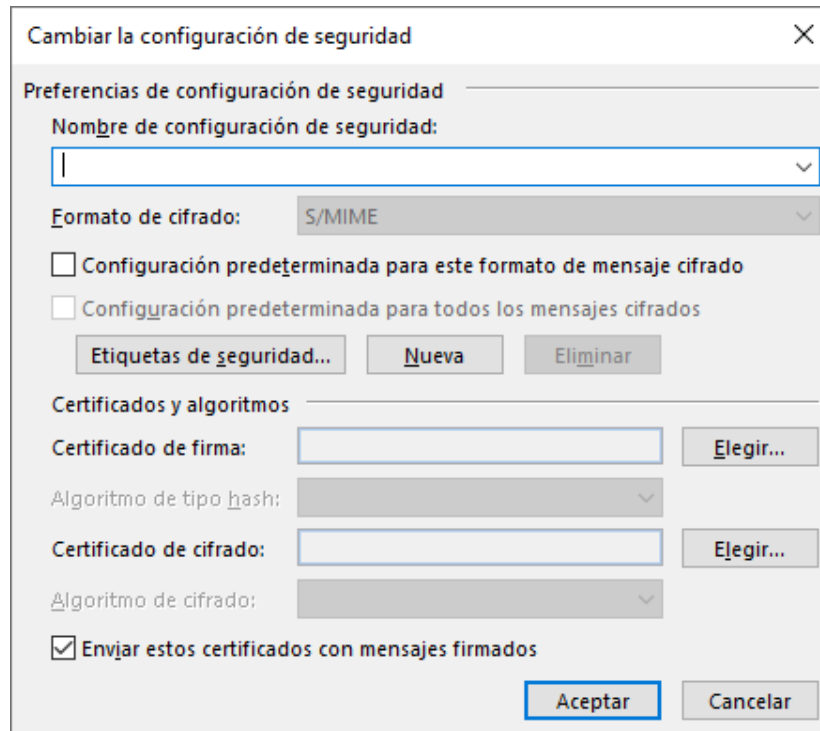 Cambiar la configuración de seguridad
Preferencias de configuración de seguridad
Nombre de configuración de seguridad:
Formato de cifrado: S/MIME
Configuración predeterminada para este formato de mensaje cifrado
Configuración predeterminada para todos los mensajes cifrados
Etiquetas de seguridad... Nueva Eliminar
Certificados y algoritmos
Certificado de firma: Elegir...
Algoritmo de tipo hash:
Certificado de cifrado: Elegir...
Algoritmo de cifrado:
Enviar estos certificados con mensajes firmados
Aceptar Cancelar